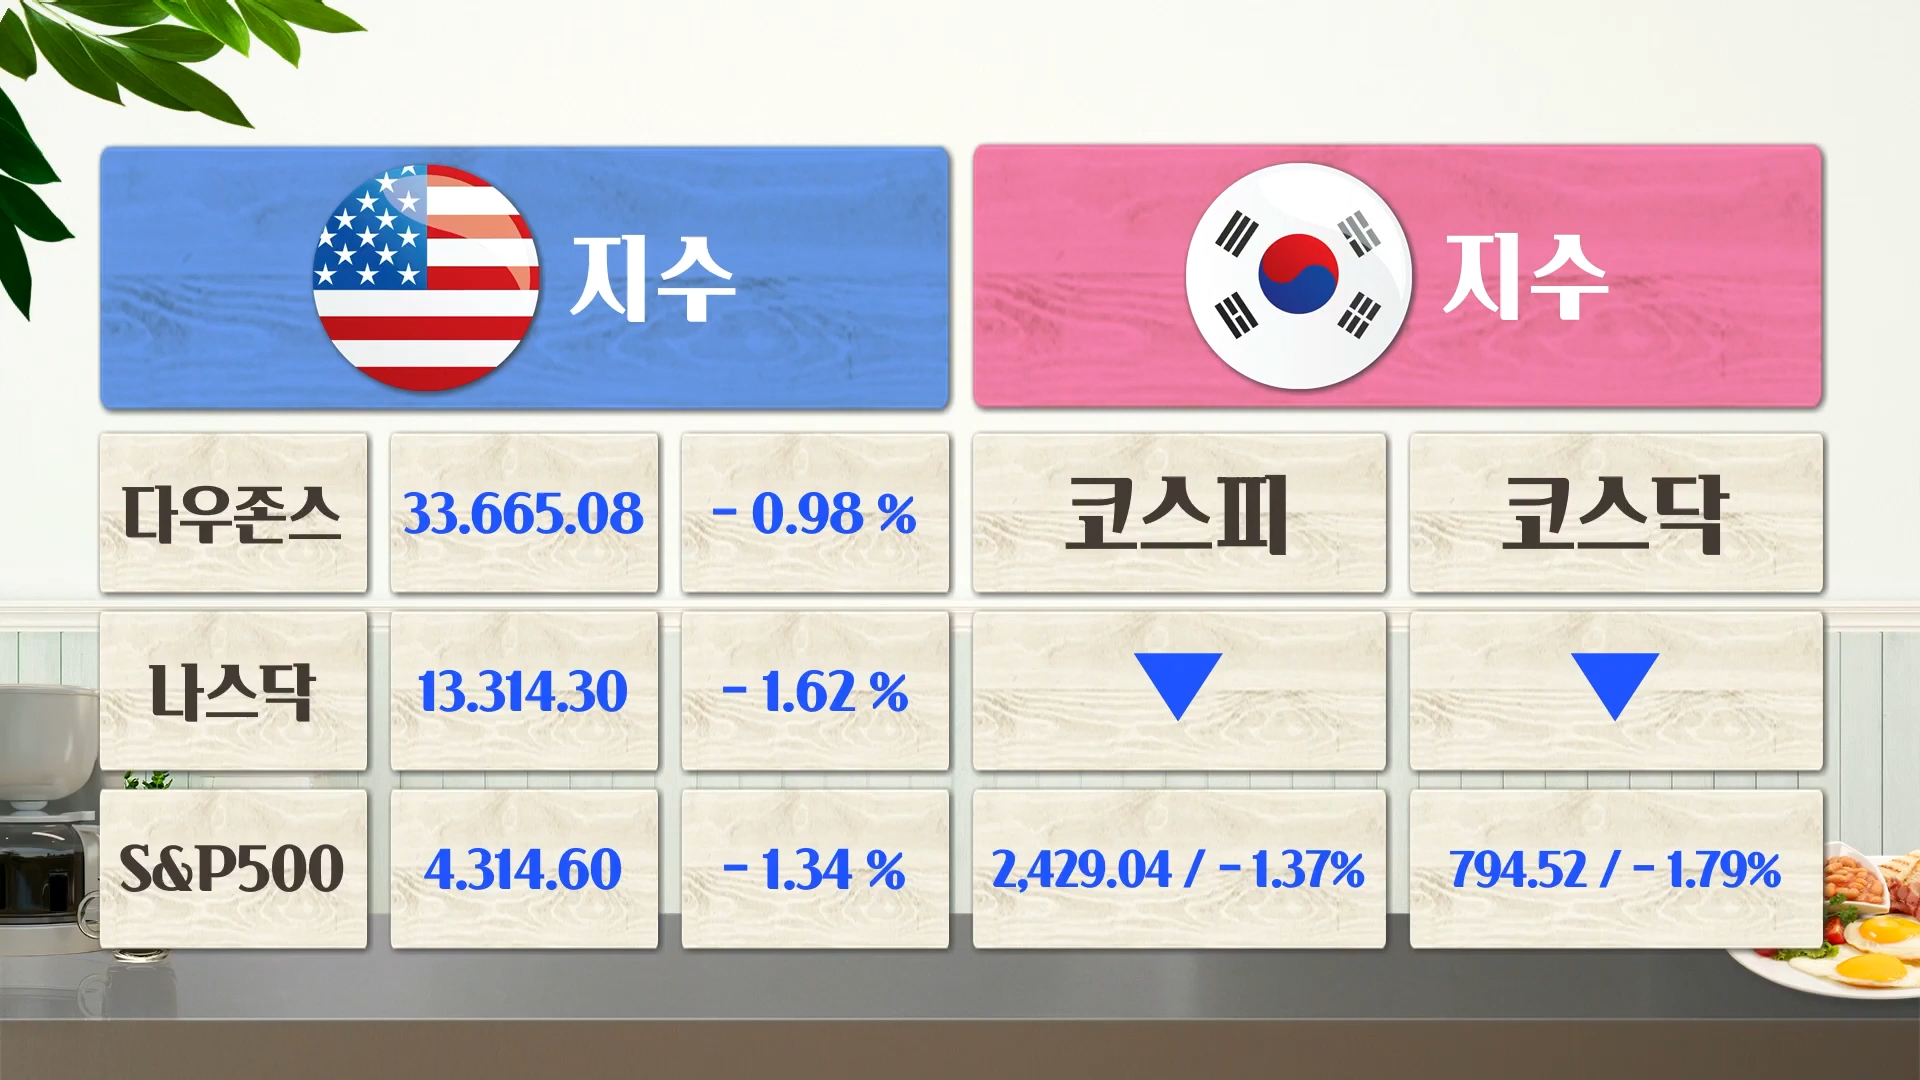 지수
지수
다우존스 33.665.08 - 0.98 % 코스피 코스닥
나스닥 13.314.30 - 1.62 %
S&P500 4.314.60 - 1.34 % 2,429.04 / - 1.37% 794.52 / - 1.79%